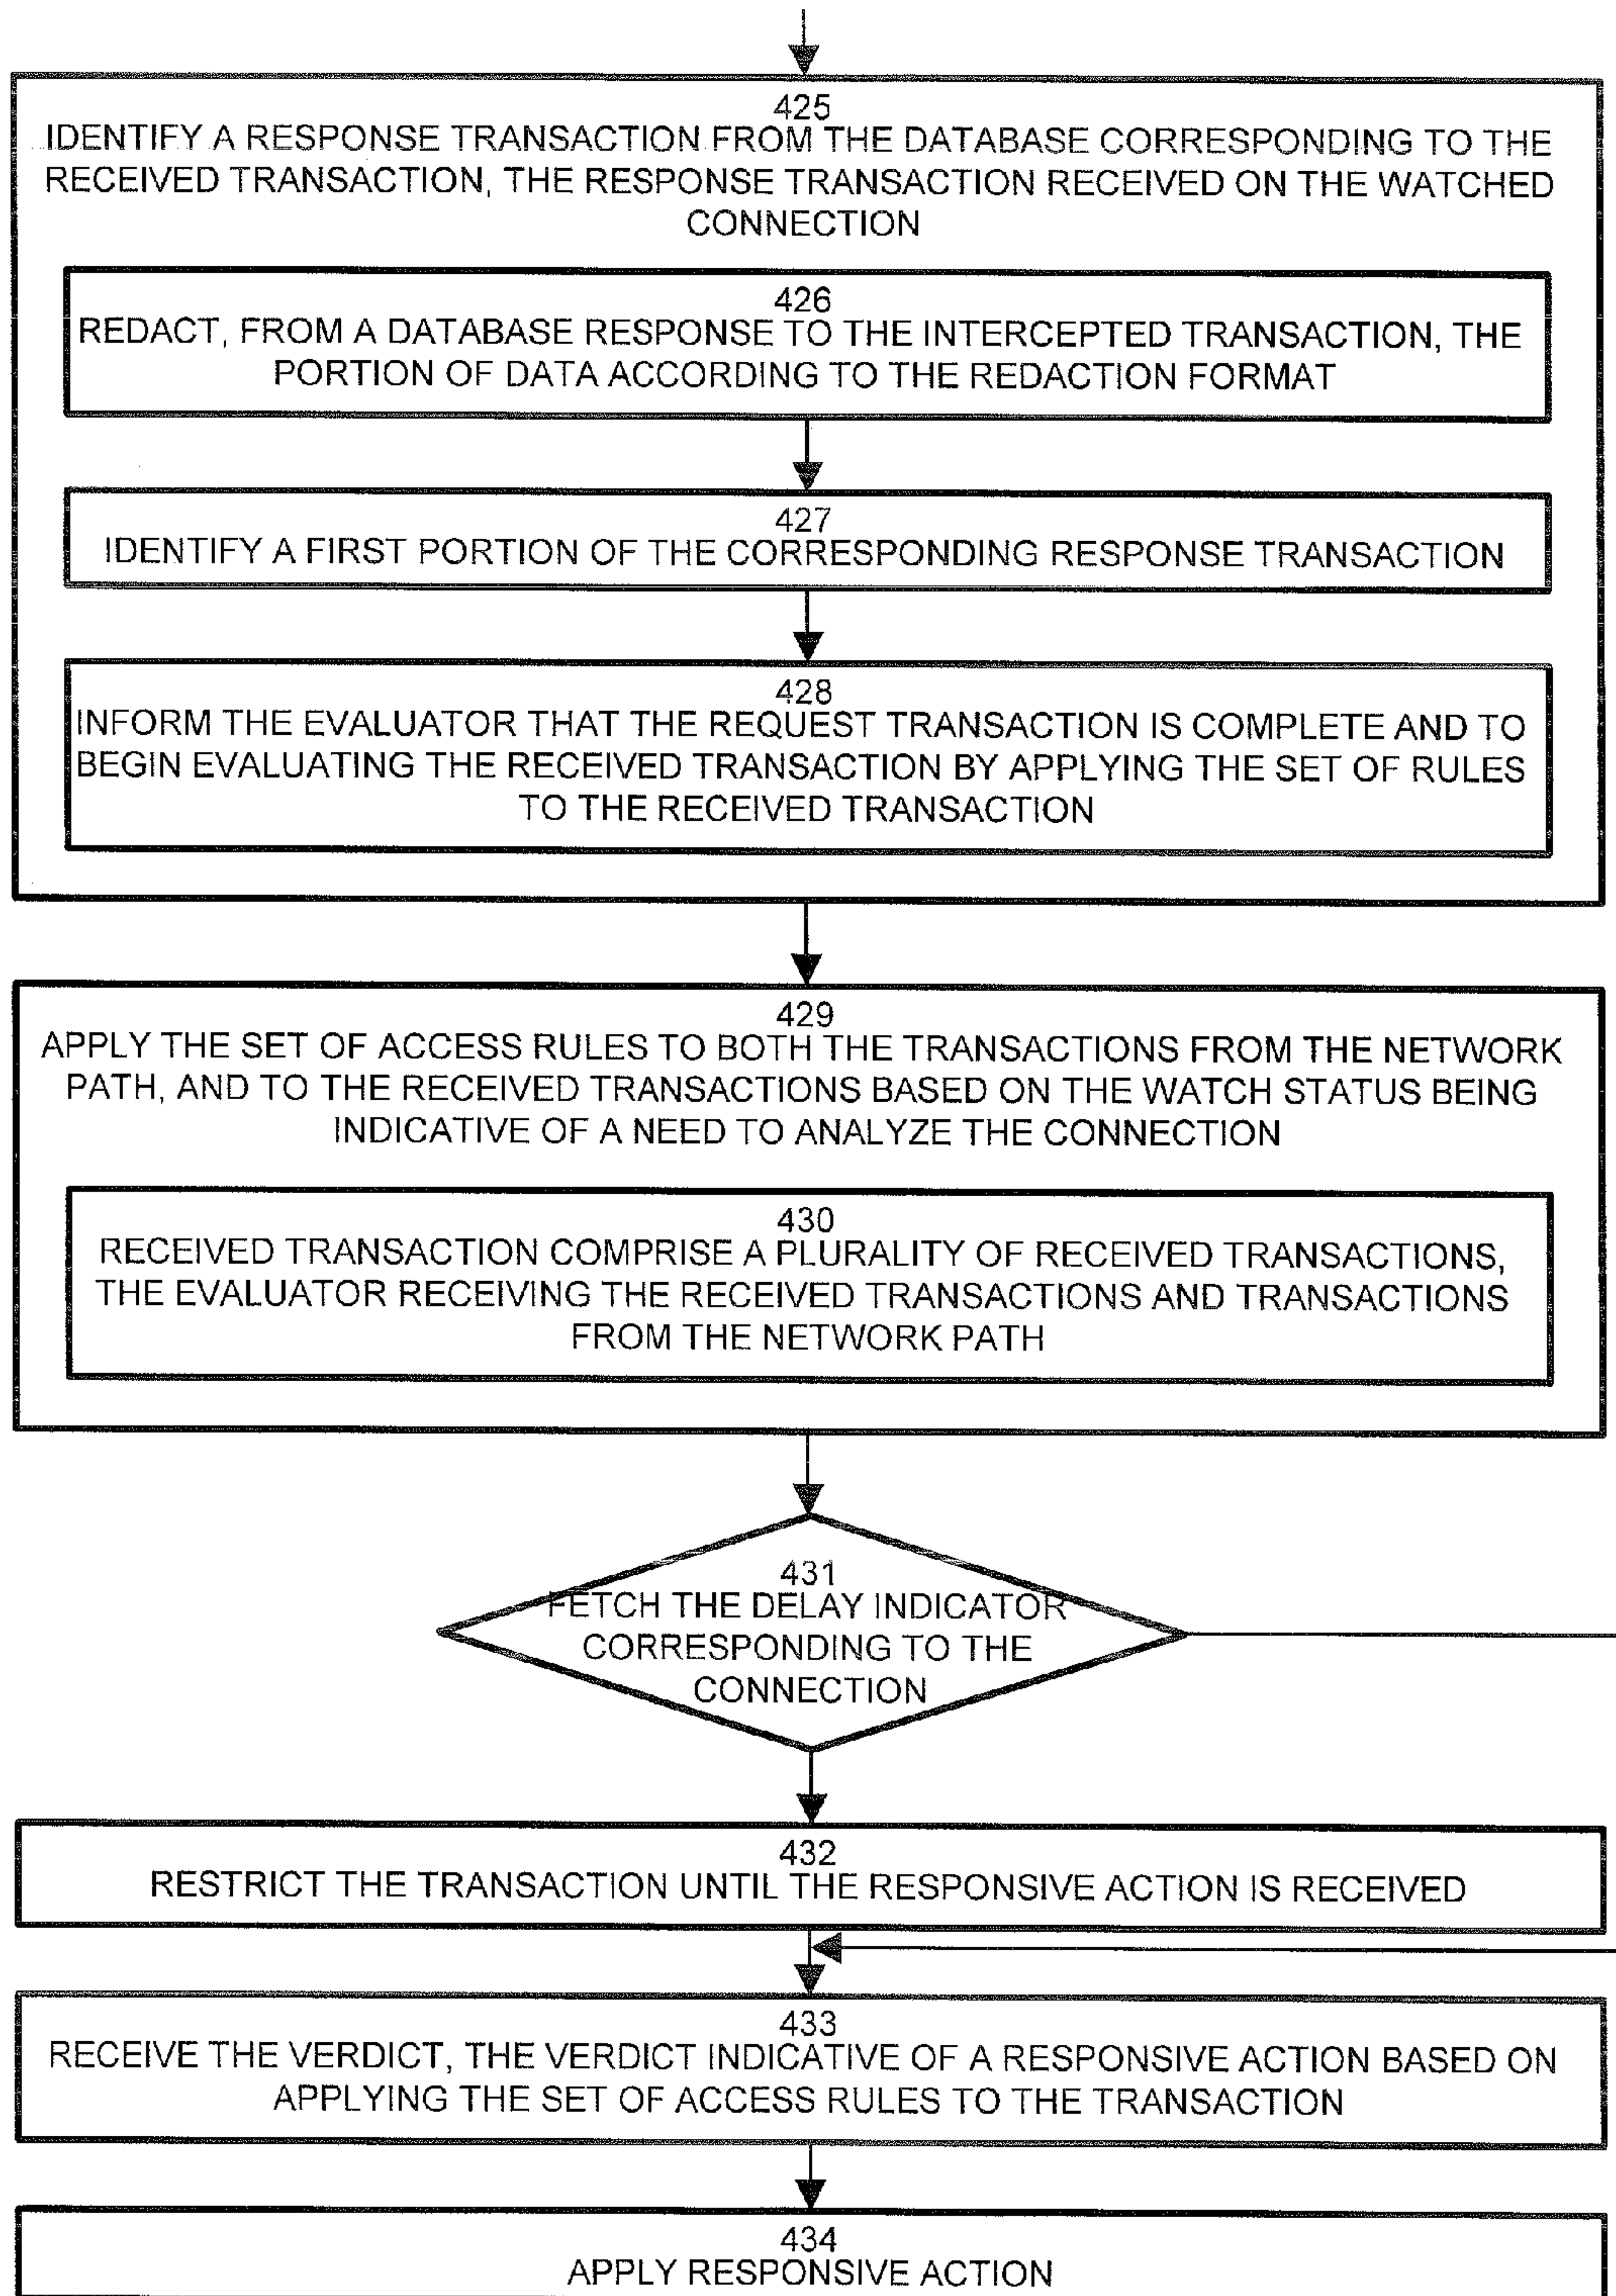 425
IDENTIFY A RESPONSE TRANSACTION FROM THE DATABASE CORRESPONDING TO THE
RECEIVED TRANSACTION, THE RESPONSE TRANSACTION RECEIVED ON THE WATCHED
CONNECTION
426
REDACT, FROM A DATABASE RESPONSE TO THE INTERCEPTED TRANSACTION, THE
PORTION OF DATA ACCORDING TO THE REDACTION FORMAT
427
IDENTIFY A FIRST PORTION OF THE CORRESPONDING RESPONSE TRANSACTION
428
INFORM THE EVALUATOR THAT THE REQUEST TRANSACTION IS COMPLETE AND TO
BEGIN EVALUATING THE RECEIVED TRANSACTION BY APPLYING THE SET OF RULES
TO THE RECEIVED TRANSACTION
429
APPLY THE SET OF ACCESS RULES TO BOTH THE TRANSACTIONS FROM THE NETWORK
PATH, AND TO THE RECEIVED TRANSACTIONS BASED ON THE WATCH STATUS BEING
INDICATIVE OF A NEED TO ANALYZE THE CONNECTION
430
RECEIVED TRANSACTION COMPRISE A PLURALITY OF RECEIVED TRANSACTIONS,
THE EVALUATOR RECEIVING THE RECEIVED TRANSACTIONS AND TRANSACTIONS
FROM THE NETWORK PATH
431
FETCH THE DELAY INDICATOR
CORRESPONDING TO THE
CONNECTION
432
RESTRICT THE TRANSACTION UNTIL THE RESPONSIVE ACTION IS RECEIVED
433
RECEIVE THE VERDICT, THE VERDICT INDICATIVE OF A RESPONSIVE ACTION BASED ON
APPLYING THE SET OF ACCESS RULES TO THE TRANSACTION
434
APPLY RESPONSIVE ACTION